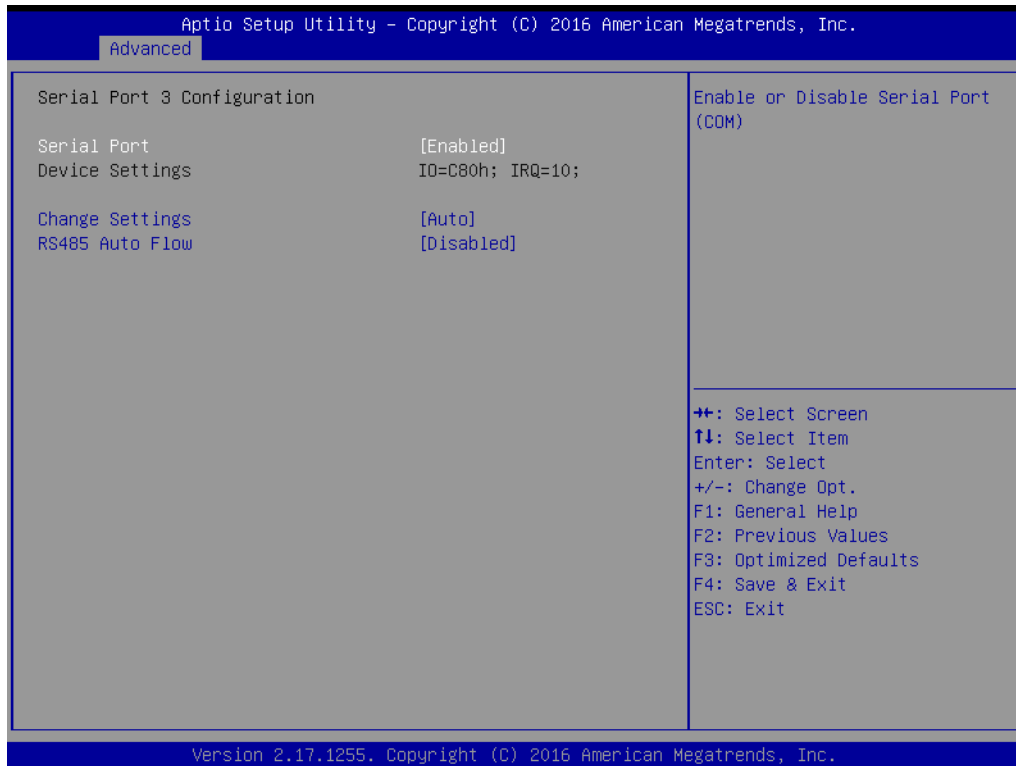 Aptio Setup Utility – Copyright (C) 2016 American Megatrends, Inc.
Advanced
Serial Port 3 Configuration
Serial Port [Enabled]
Device Settings IO=C80h; IRQ=10;
Change Settings [Auto]
RS485 Auto Flow [Disabled]
Enable or Disable Serial Port
(COM)
→←: Select Screen
↑↓: Select Item
Enter: Select
+/-: Change Opt.
F1: General Help
F2: Previous Values
F3: Optimized Defaults
F4: Save & Exit
ESC: Exit
Version 2.17.1255. Copyright (C) 2016 American Megatrends, Inc.